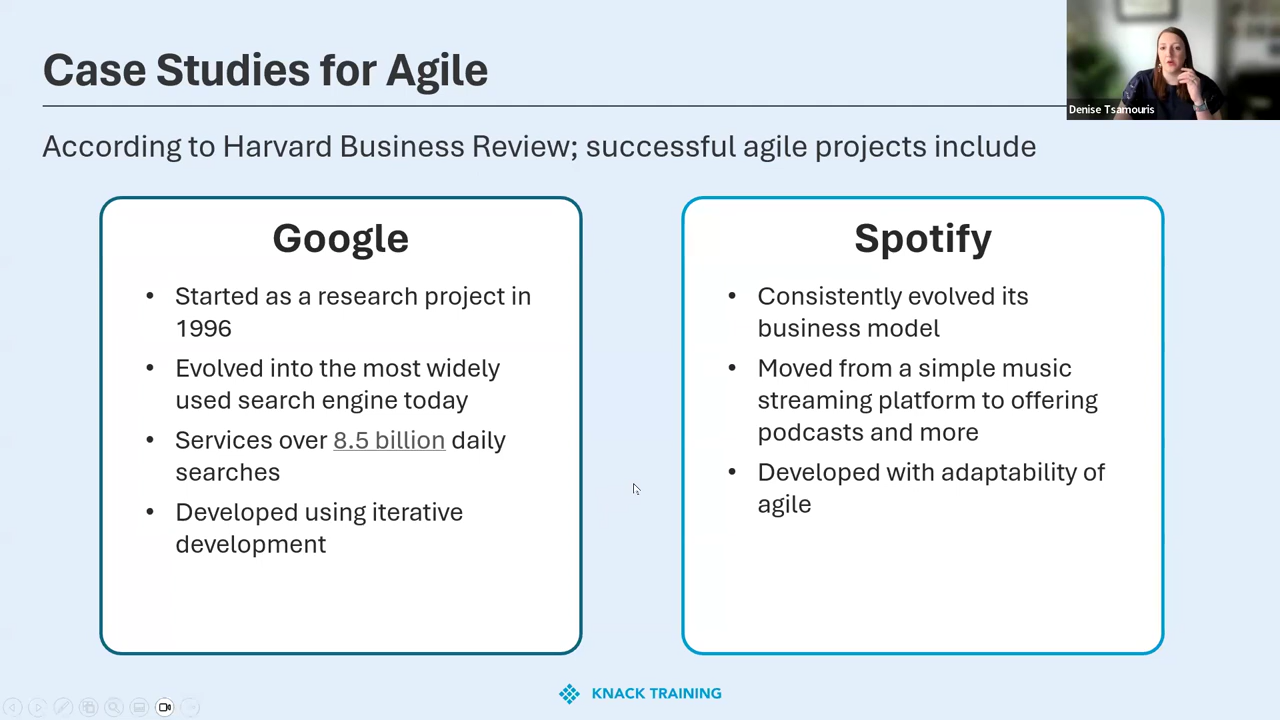 Case Studies for Agile
Denise Tsamouris
According to Harvard Business Review; successful agile projects include
Google
• Started as a research project in
1996
• Evolved into the most widely
used search engine today
• Services over 8.5 billion daily
searches
• Developed using iterative
development
Spotify
• Consistently evolved its
business model
• Moved from a simple music
streaming platform to offering
podcasts and more
• Developed with adaptability of
agile
KNACK TRAINING